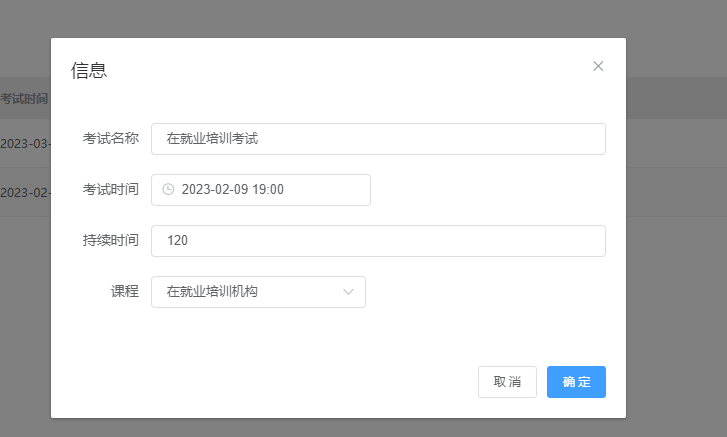 信息
考试时间
2023-03-
2023-02-
考试名称 在就业培训考试
考试时间 2023-02-09 19:00
持续时间 120
课程 在就业培训机构
取消 确定